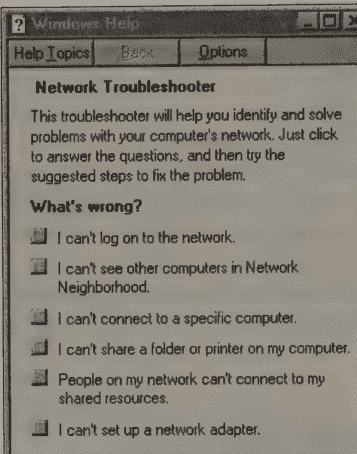 Windows Help
Help Topics Back Options
Network Troubleshooter
This troubleshooter will help you identify and solve
problems with your computer's network. Just click
to answer the questions, and then try the
suggested steps to fix the problem.
What's wrong?
I can't log on to the network.
I can't see other computers in Network
Neighborhood.
I can't connect to a specific computer.
I can't share a folder or printer on my computer.
People on my network can't connect to my
shared resources.
I can't set up a network adapter.